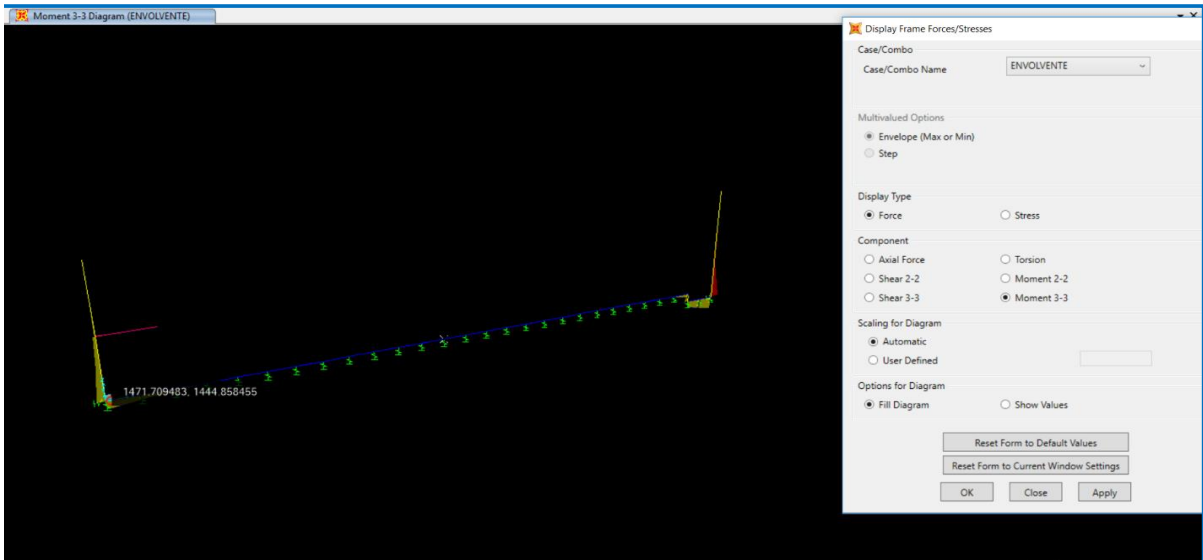 Moment 3-3 Diagram (ENVOLVENTE)
1471.709483, 1444.858455
Display Frame Forces/Stresses
Case/Combo
Case/Combo Name ENVOLVENTE
Multivalued Options
Envelope (Max or Min)
Step
Display Type
Force Stress
Component
Axial Force Torsion
Shear 2-2 Moment 2-2
Shear 3-3 Moment 3-3
Scaling for Diagram
Automatic
User Defined
Options for Diagram
Fill Diagram Show Values
Reset Form to Default Values
Reset Form to Current Window Settings
OK Close Apply